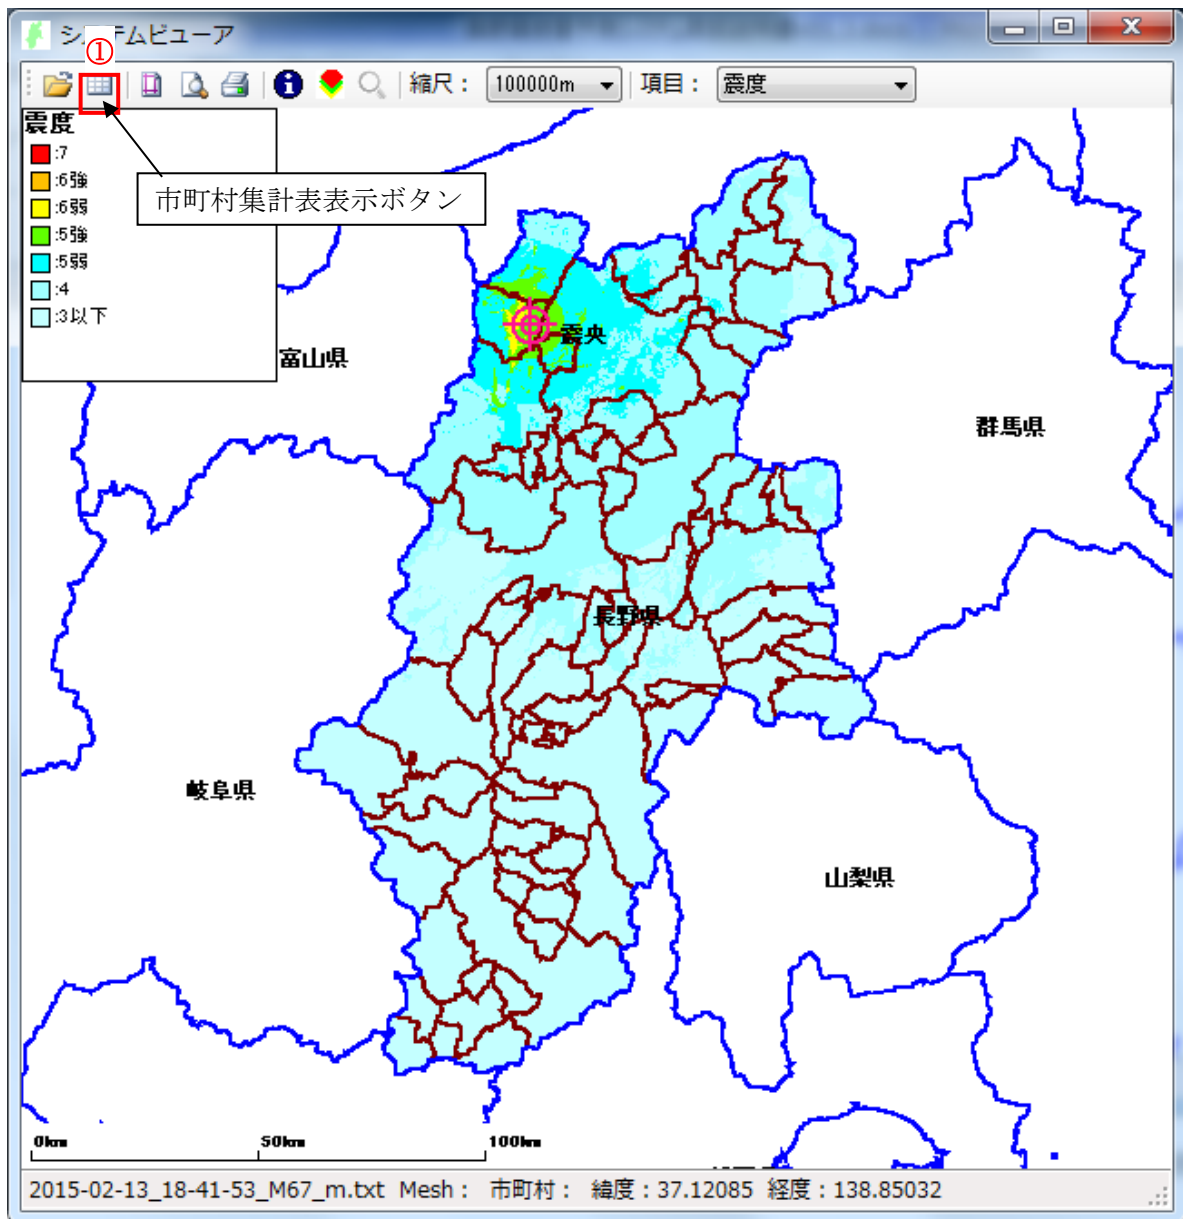 システムビューア
①
縮尺： 100000m 項目： 震度
震度
:7
:6強
:6弱
:5強
:5弱
:4
:3以下
市町村集計表表示ボタン
震央
富山県
群馬県
長野県
岐阜県
山梨県
0km 50km 100km
2015-02-13_18-41-53_M67_m.txt Mesh： 市町村： 緯度：37.12085 経度：138.85032